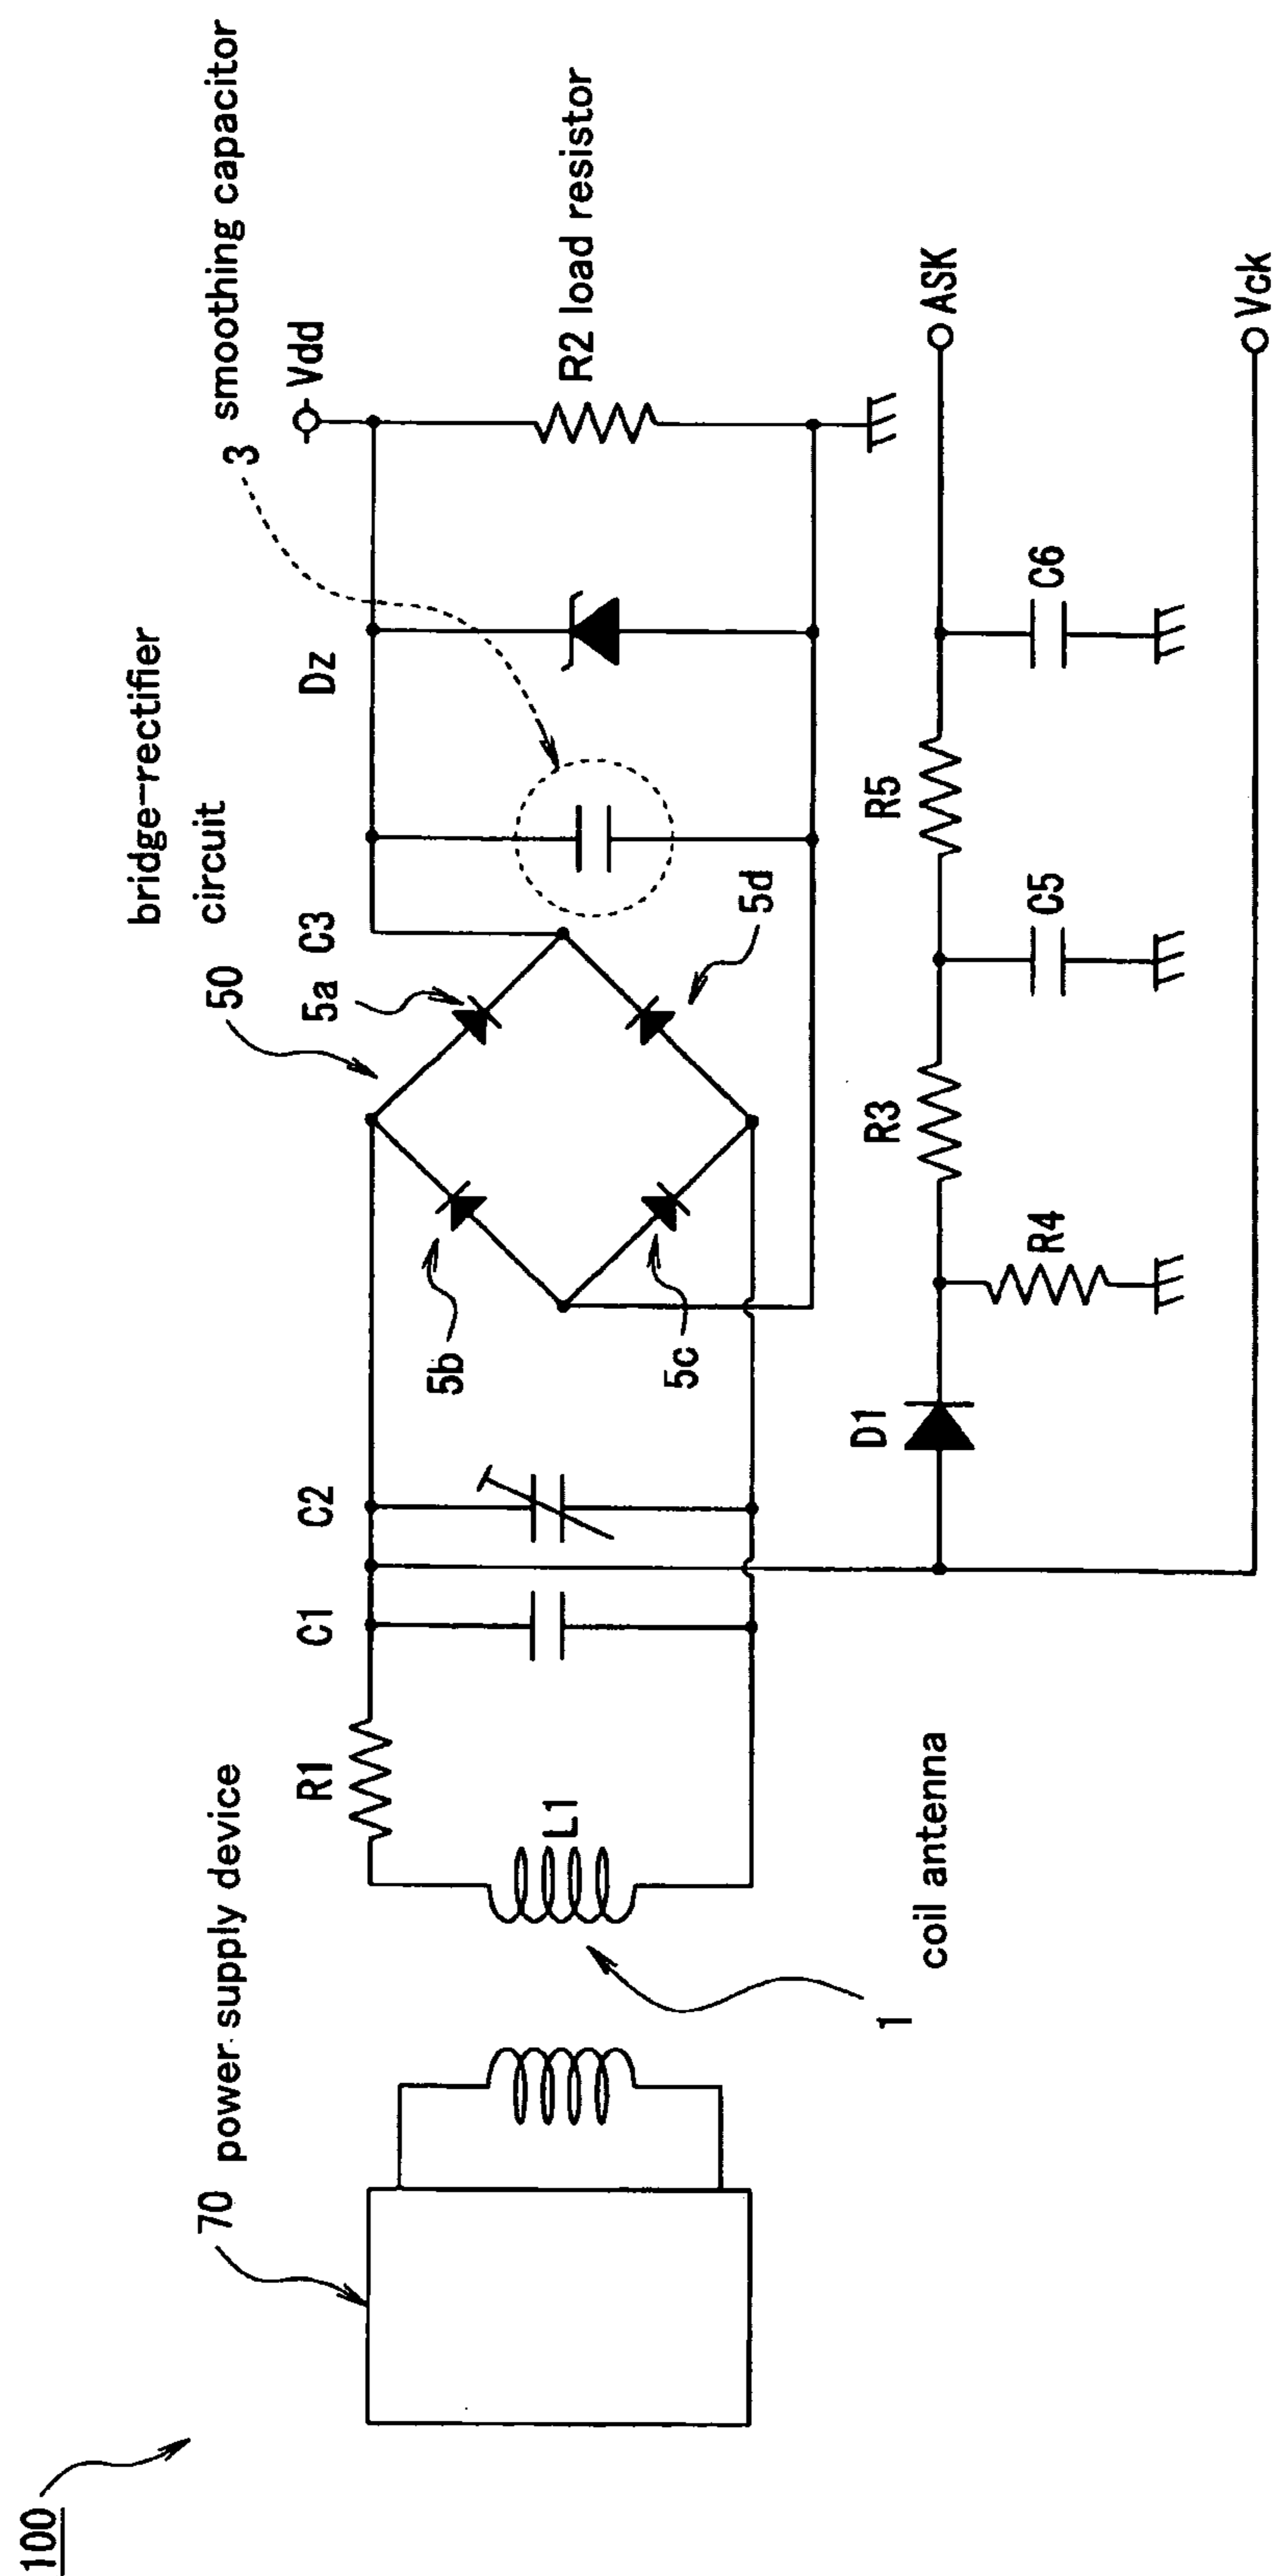 100
70 power supply device
R1
L1
1
coil antenna
C1
C2
bridge-rectifier
circuit
50
5a
5b
5c
5d
C3
3 smoothing capacitor
Dz
Vdd
R2 load resistor
D1
R4
R3
C5
R5
C6
ASK
Vck